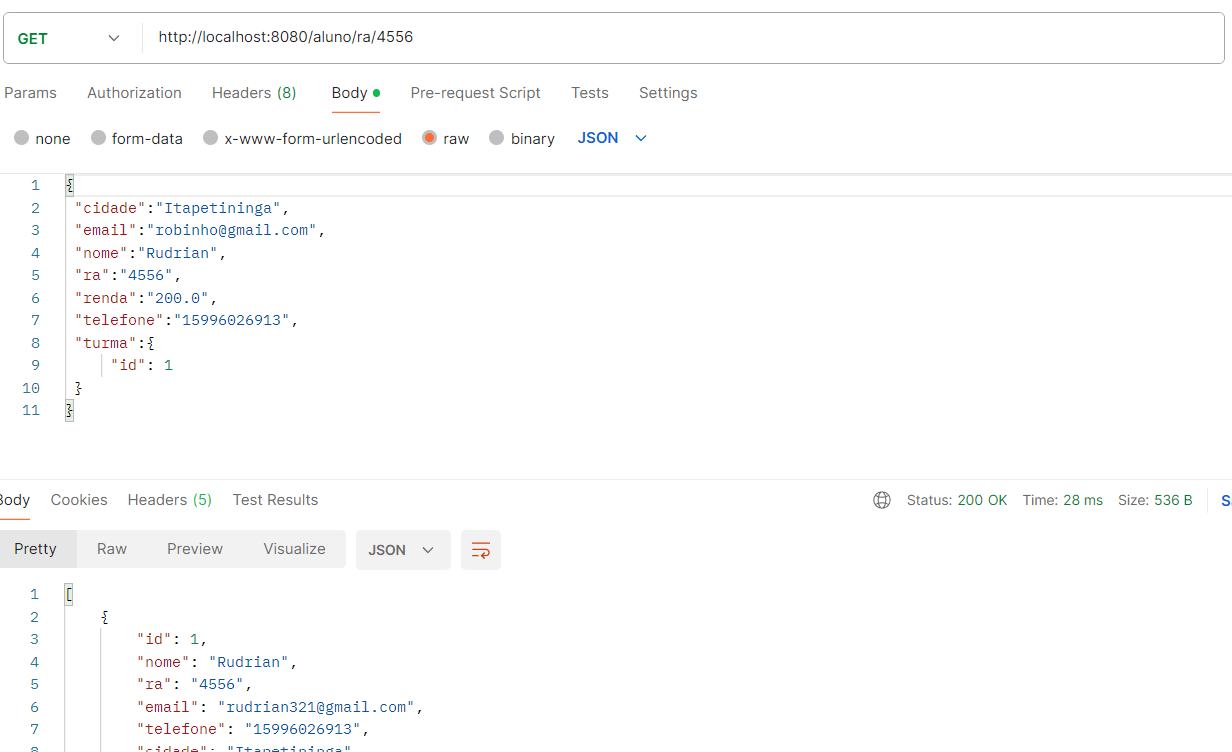 GET http://localhost:8080/aluno/ra/4556
Params Authorization Headers (8) Body Pre-request Script Tests Settings
none form-data x-www-form-urlencoded raw binary JSON
1 {
2 "cidade":"Itapetininga",
3 "email":"robinho@gmail.com",
4 "nome":"Rudrian",
5 "ra":"4556",
6 "renda":"200.0",
7 "telefone":"15996026913",
8 "turma":{
9 "id": 1
10 }
11 }
Body Cookies Headers (5) Test Results Status: 200 OK Time: 28 ms Size: 536 B S
Pretty Raw Preview Visualize JSON
1 [
2 {
3 "id": 1,
4 "nome": "Rudrian",
5 "ra": "4556",
6 "email": "rudrian321@gmail.com",
7 "telefone": "15996026913",
8 "cidade": "Itapetininga"